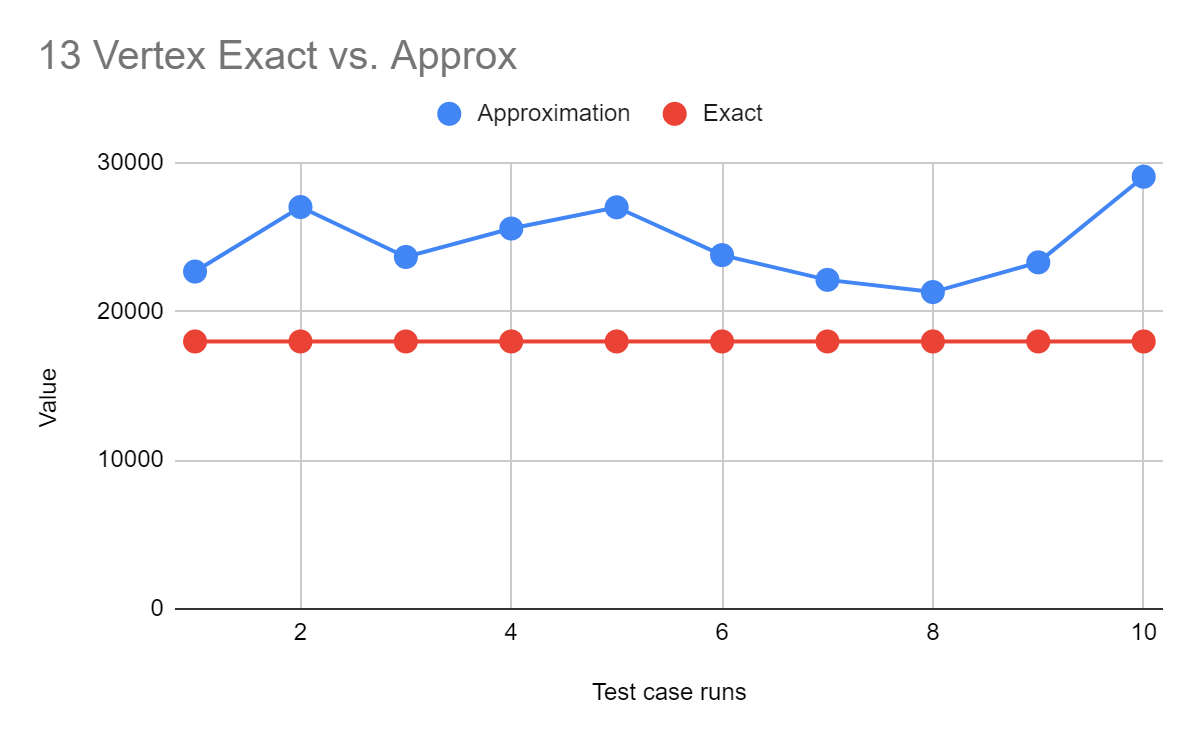 13 Vertex Exact vs. Approx
Approximation Exact
30000
20000
10000
0
Value
2 4 6 8 10
Test case runs